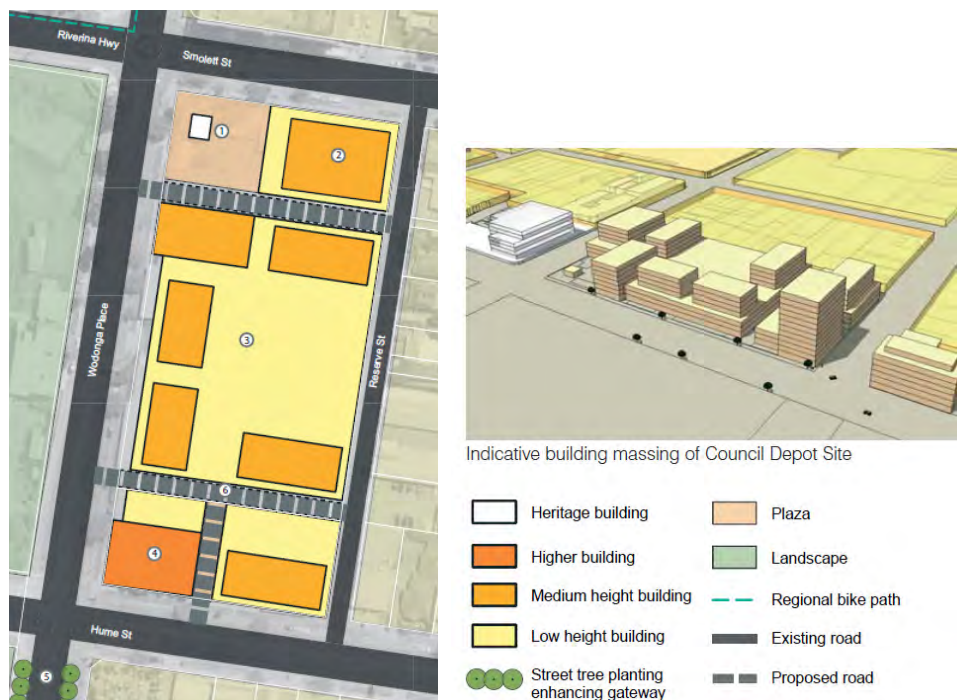 Riverina Hwy
Smolett St
1
2
Wodonga Place
3
Reserve St
6
4
Hume St
5
Indicative building massing of Council Depot Site
Heritage building
Higher building
Medium height building
Low height building
Street tree planting
enhancing gateway
Plaza
Landscape
Regional bike path
Existing road
Proposed road